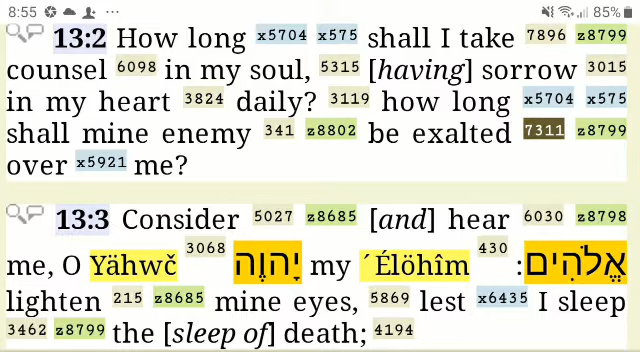 8:55 85%
13:2 How long x5704 x575 shall I take 7896 z8799
counsel 6098 in my soul, 5315 [having] sorrow 3015
in my heart 3824 daily? 3119 how long x5704 x575
shall mine enemy 341 z8802 be exalted 7311 z8799
over x5921 me?
13:3 Consider 5027 z8685 [and] hear 6030 z8798
me, O Yähwč 3068 יָהוְה my ´Élöhîm 430 :אֱלֹהִים
lighten 215 z8685 mine eyes, 5869 lest x6435 I sleep
3462 z8799 the [sleep of] death; 4194